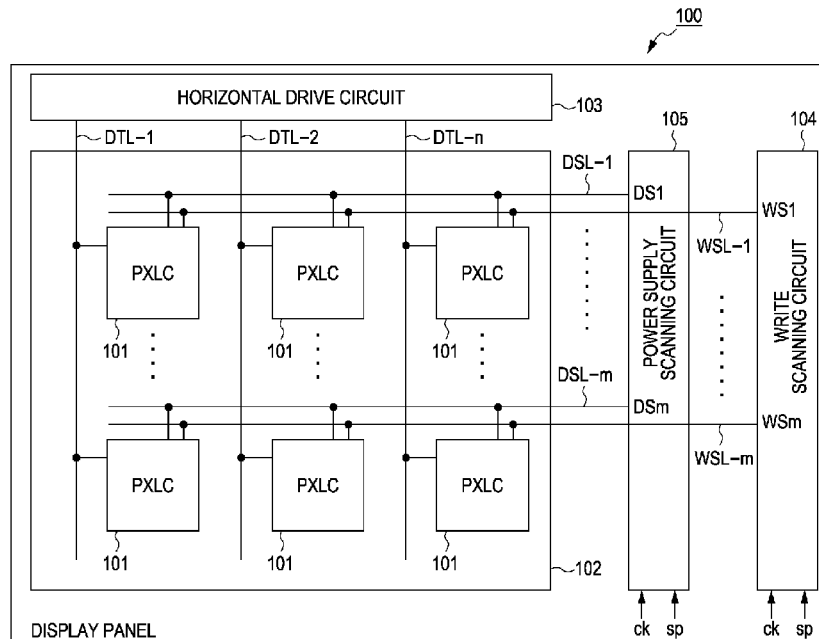 100
HORIZONTAL DRIVE CIRCUIT
103
DTL-1
DTL-2
DTL-n
105
104
DSL-1
DS1
WS1
WSL-1
PXLC
PXLC
PXLC
101
101
101
POWER SUPPLY
SCANNING CIRCUIT
WRITE
SCANNING CIRCUIT
DSL-m
DSm
WSm
WSL-m
PXLC
PXLC
PXLC
101
101
101
102
DISPLAY PANEL
ck
sp
ck
sp